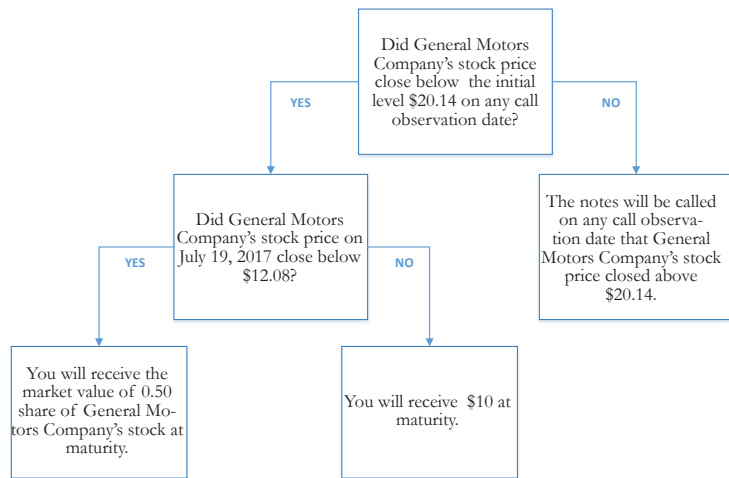 Did General Motors
Company's stock price
close below the initial
level $20.14 on any call
observation date?
YES
NO
Did General Motors
Company's stock price on
July 19, 2017 close below
$12.08?
The notes will be called
on any call observa-
tion date that General
Motors Company's stock
price closed above
$20.14.
YES
NO
You will receive the
market value of 0.50
share of General Mo-
tors Company's stock at
maturity.
You will receive $10 at
maturity.